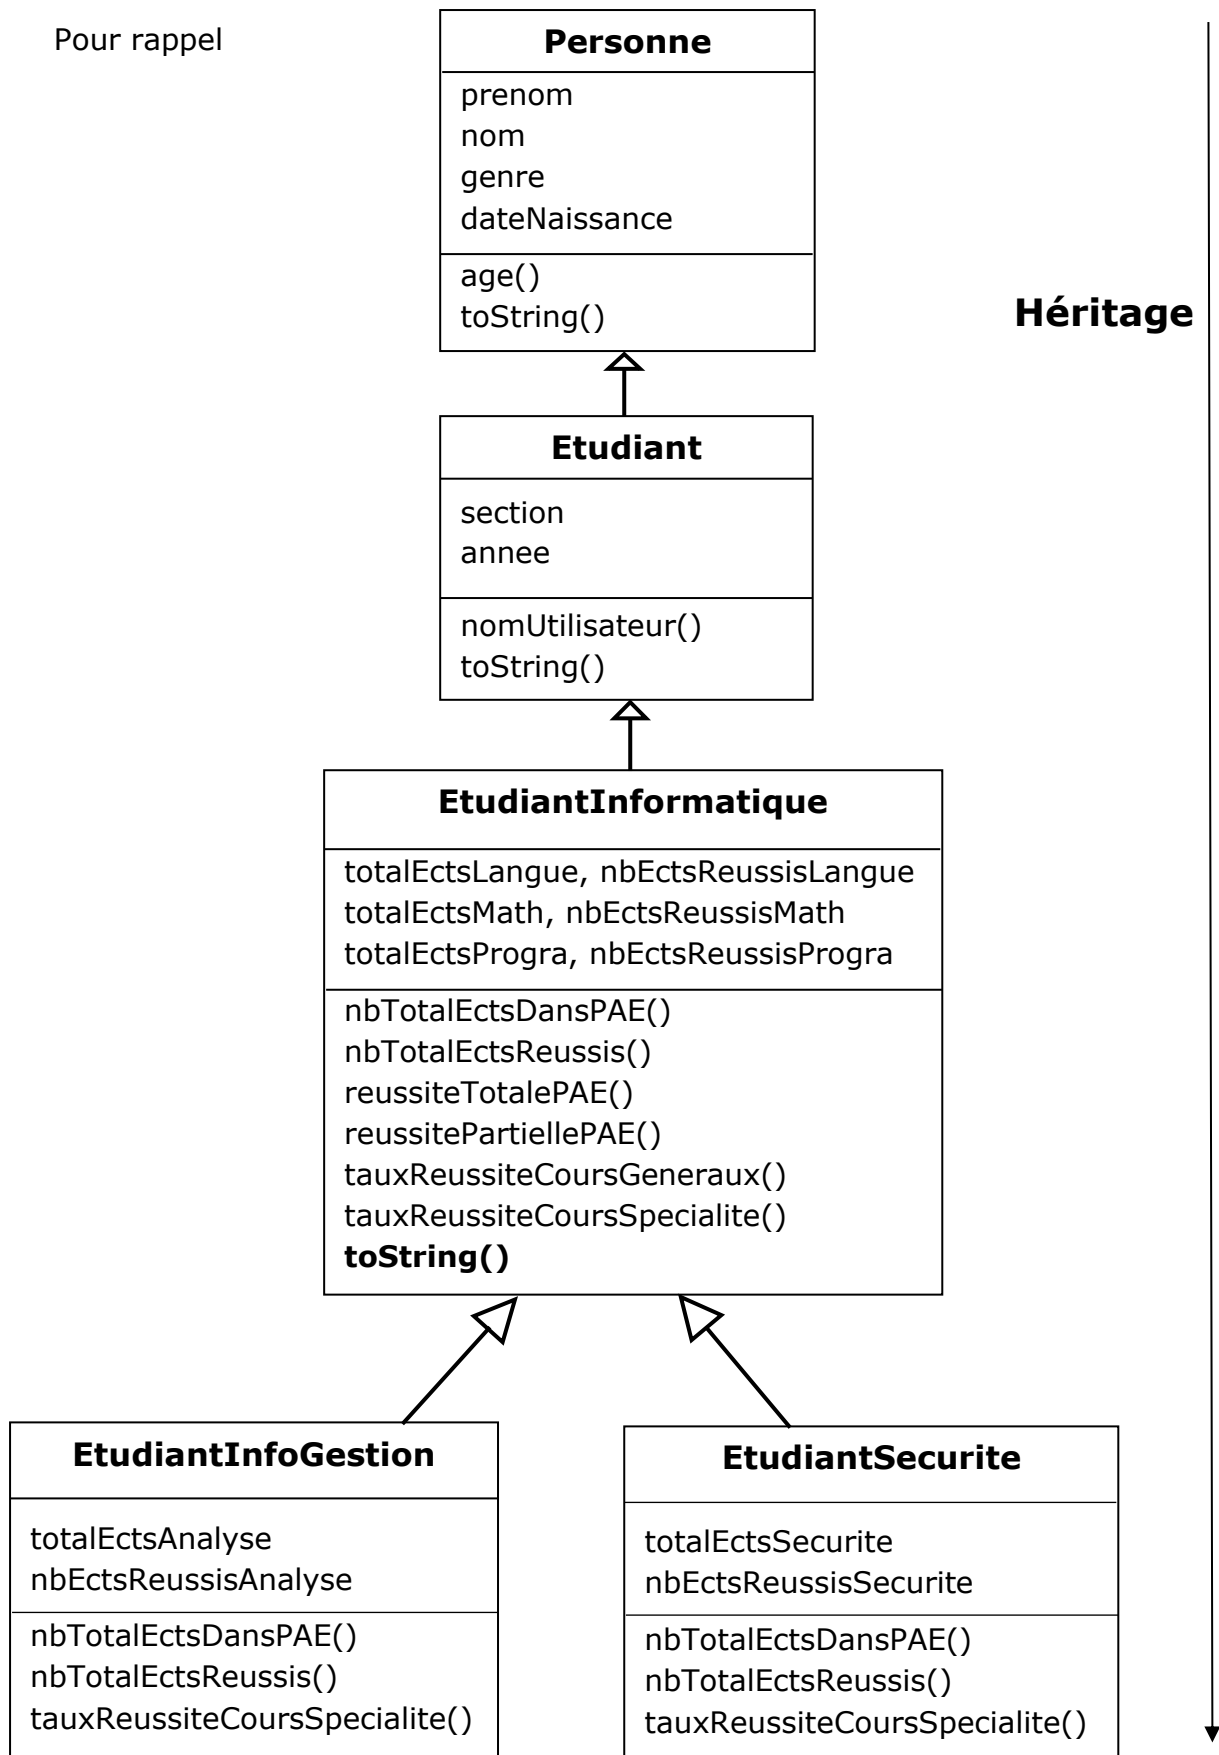 Pour rappel
Personne
prenom
nom
genre
dateNaissance
age()
toString()
Héritage
Etudiant
section
annee
nomUtilisateur()
toString()
EtudiantInformatique
totalEctsLangue, nbEctsReussisLangue
totalEctsMath, nbEctsReussisMath
totalEctsProgra, nbEctsReussisProgra
nbTotalEctsDansPAE()
nbTotalEctsReussis()
reussiteTotalePAE()
reussitePartiellePAE()
tauxReussiteCoursGeneraux()
tauxReussiteCoursSpecialite()
toString()
EtudiantInfoGestion
totalEctsAnalyse
nbEctsReussisAnalyse
nbTotalEctsDansPAE()
nbTotalEctsReussis()
tauxReussiteCoursSpecialite()
EtudiantSecurite
totalEctsSecurite
nbEctsReussisSecurite
nbTotalEctsDansPAE()
nbTotalEctsReussis()
tauxReussiteCoursSpecialite()